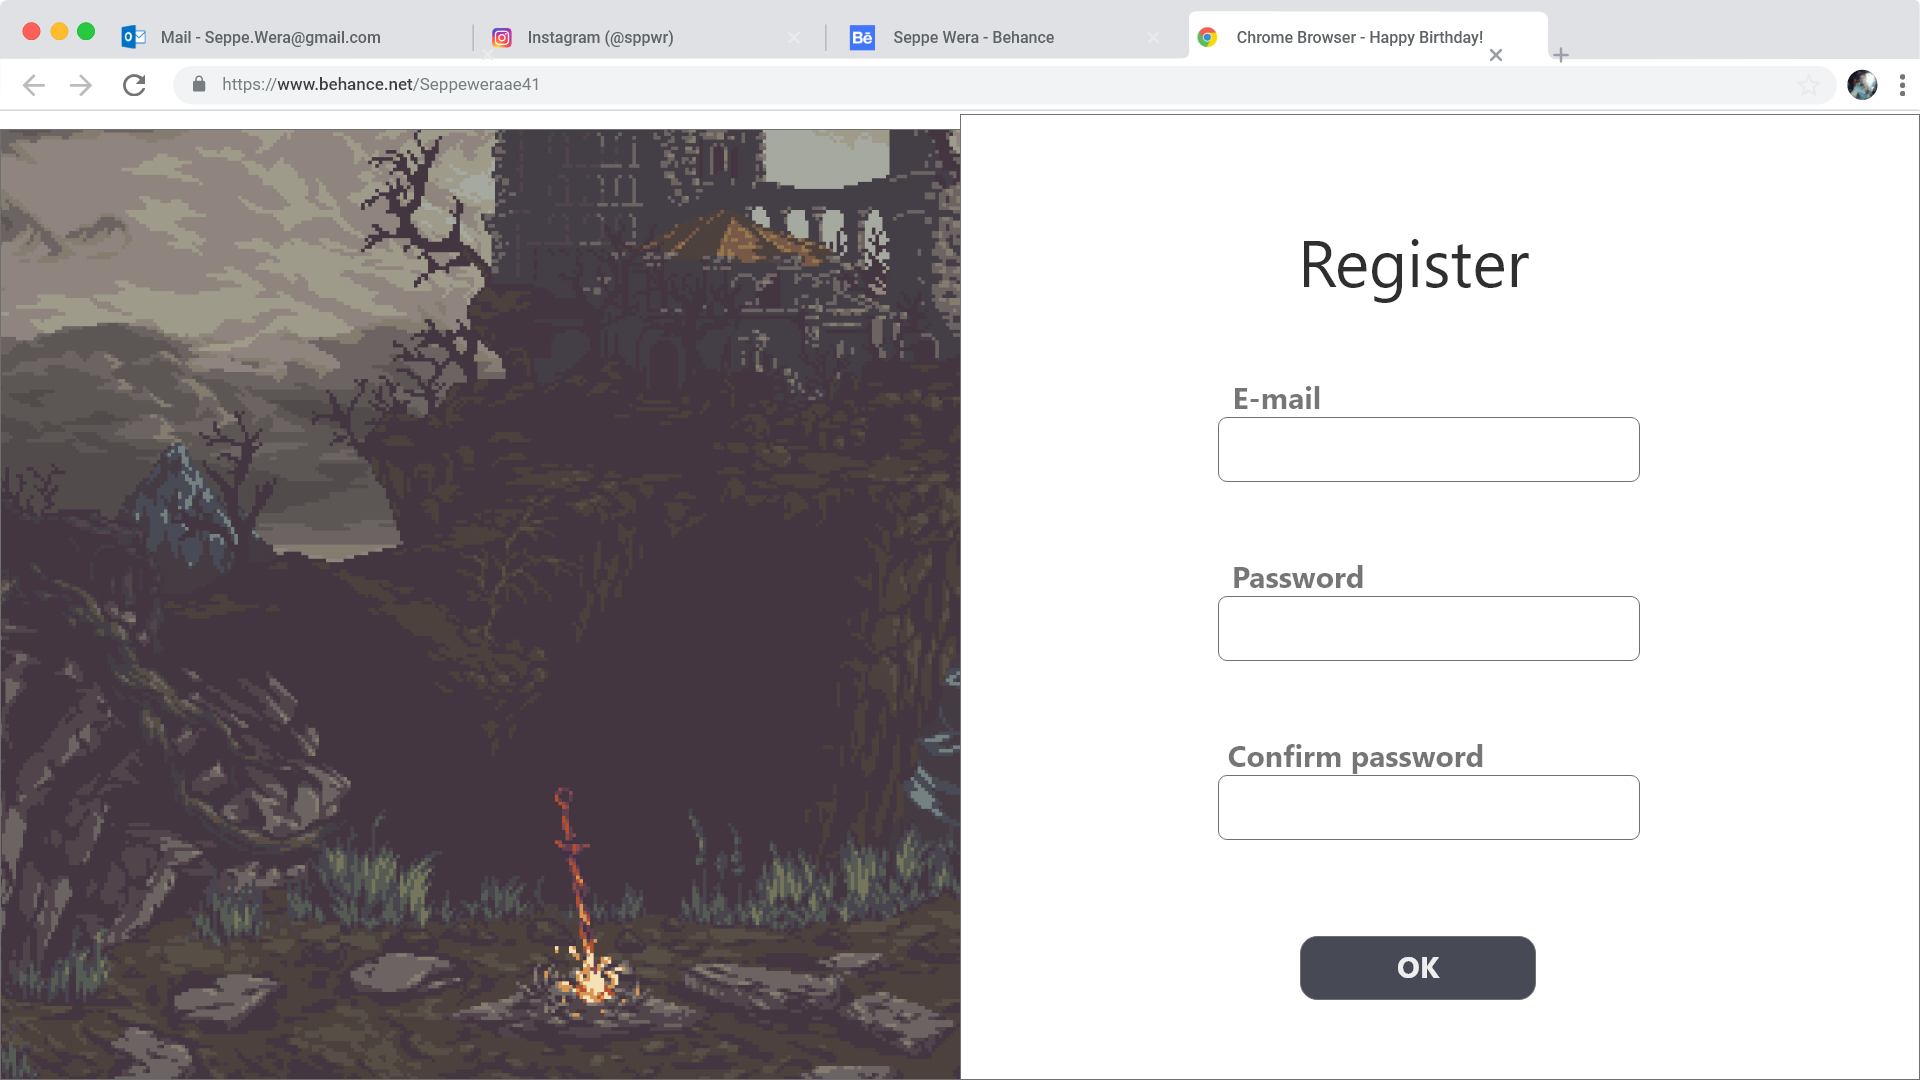 Mail - Seppe.Wera@gmail.com
Instagram (@sppwr)
Bē
Seppe Wera - Behance
Chrome Browser - Happy Birthday!
https://www.behance.net/Seppeweraae41
Register
E-mail
Password
Confirm password
OK